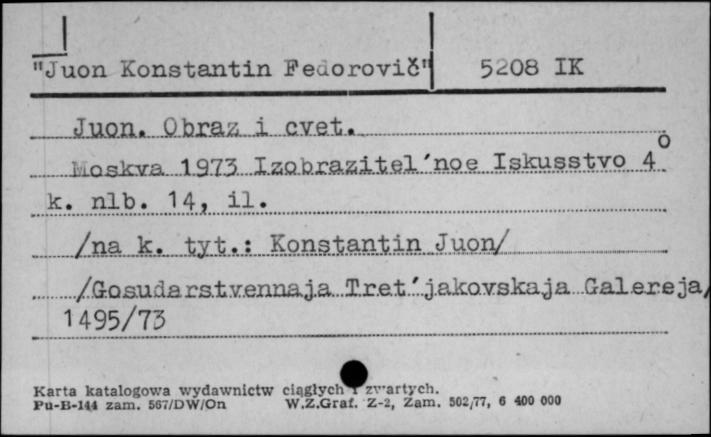 "Juon Konstantin Fedorovič" 5208 IK
Juon. Obraz i cvet.
Moskva 1973 Izobrazitel'noe Iskusstvo 4°
k. nlb. 14, il.
/na k. tyt.: Konstantin Juon/
/Gosudarstvennaja Tret'jakovskaja Galereja/
1495/73
Karta katalogowa wydawnictw ciągłych i zwartych.
Pu-B-144 zam. 567/DW/On W.Z.Graf. Z-2, Zam. 502/77, 6 400 000